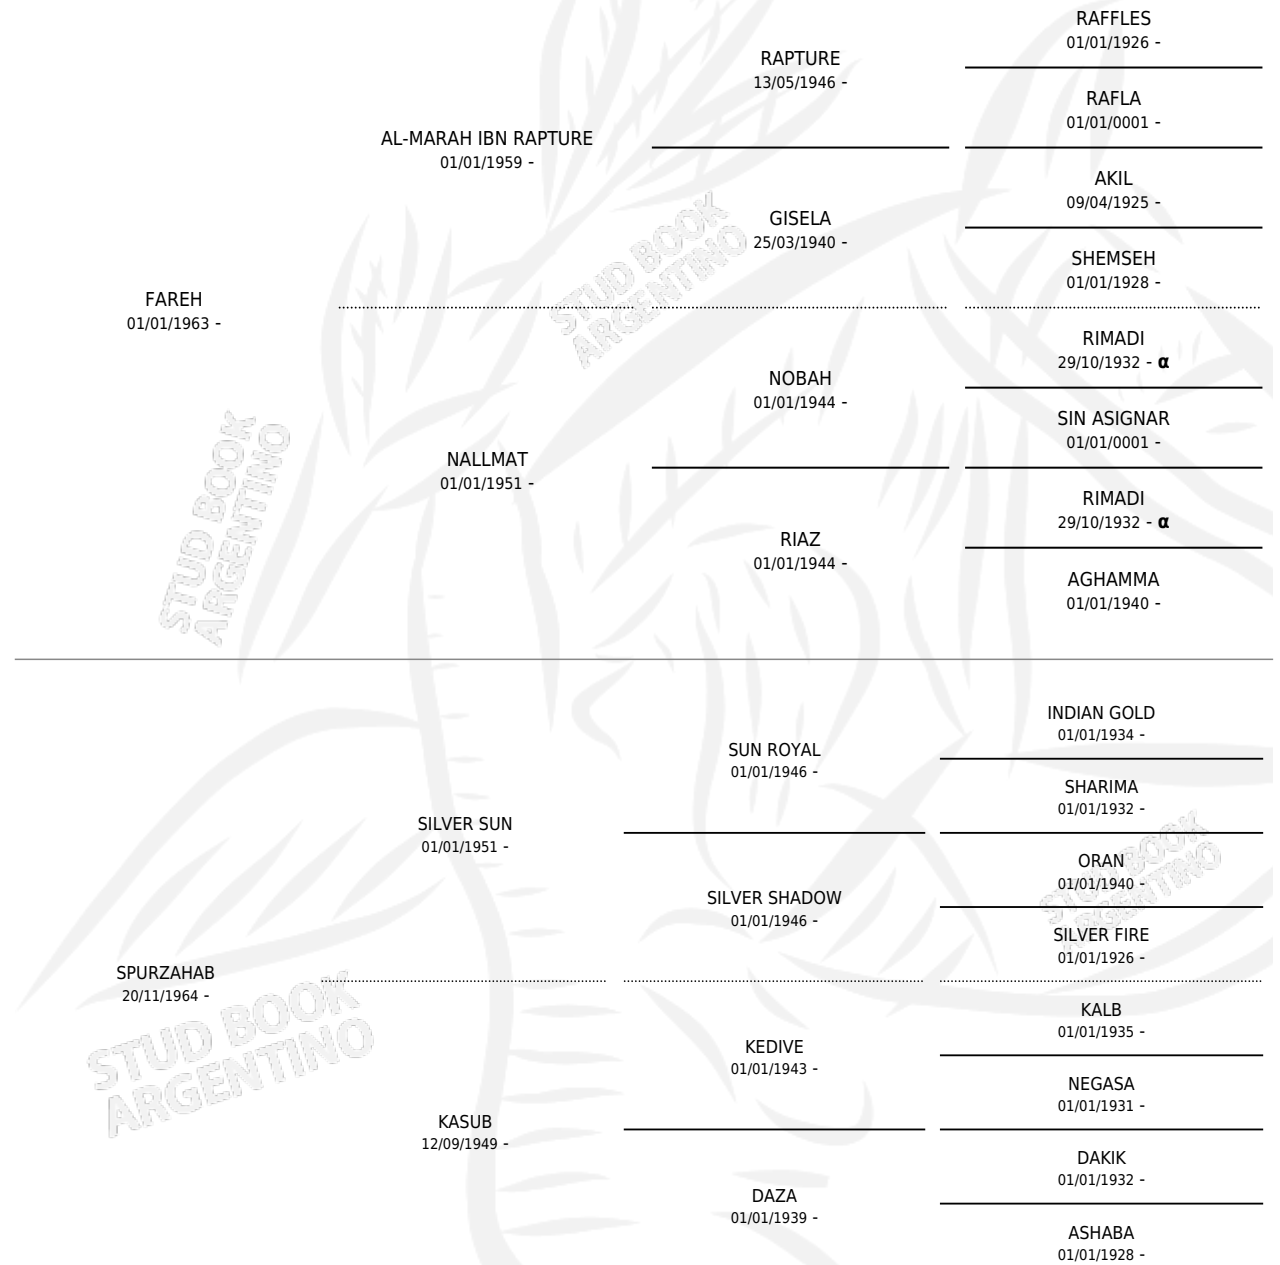 RAFFLES
01/01/1926 -
RAPTURE
13/05/1946 -
RAFLA
01/01/0001 -
AL-MARAH IBN RAPTURE
01/01/1959 -
AKIL
09/04/1925 -
GISELA
25/03/1940 -
SHEMSEH
01/01/1928 -
FAREH
01/01/1963 -
RIMADI
29/10/1932 - α
NOBAH
01/01/1944 -
SIN ASIGNAR
01/01/0001 -
NALLMAT
01/01/1951 -
RIMADI
29/10/1932 - α
RIAZ
01/01/1944 -
AGHAMMA
01/01/1940 -
INDIAN GOLD
01/01/1934 -
SUN ROYAL
01/01/1946 -
SHARIMA
01/01/1932 -
SILVER SUN
01/01/1951 -
ORAN
01/01/1940 -
SILVER SHADOW
01/01/1946 -
SILVER FIRE
01/01/1926 -
SPURZAHAB
20/11/1964 -
KALB
01/01/1935 -
KEDIVE
01/01/1943 -
NEGASA
01/01/1931 -
KASUB
12/09/1949 -
DAKIK
01/01/1932 -
DAZA
01/01/1939 -
ASHABA
01/01/1928 -
STUD BOOK
ARGENTINO
STUD BOOK
ARGENTINO
STUD BOOK
ARGENTINO
STUD BOOK
ARGENTINO